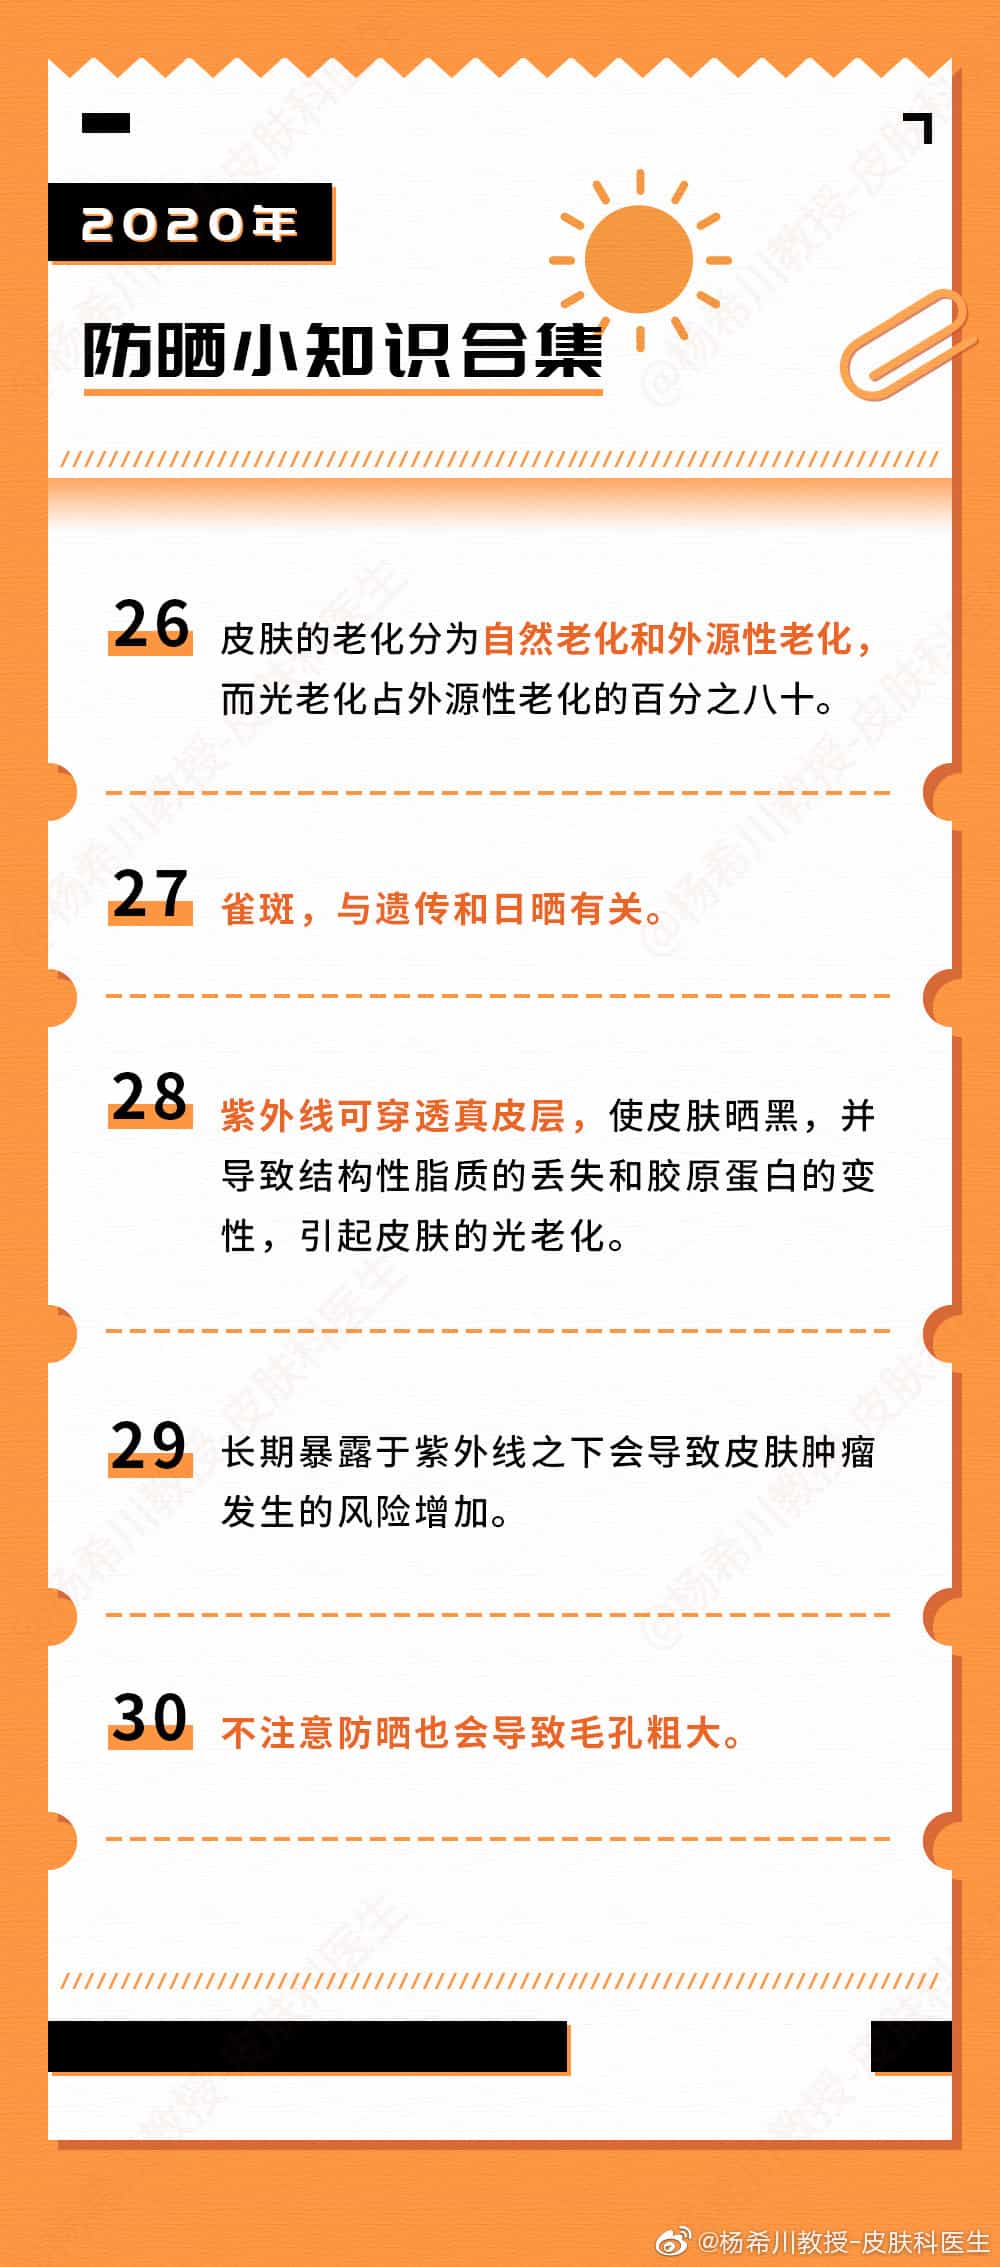 2020年
防晒小知识合集
26
皮肤的老化分为自然老化和外源性老化，
而光老化占外源性老化的百分之八十。
27
雀斑，与遗传和日晒有关。
28
紫外线可穿透真皮层，使皮肤晒黑，并
导致结构性脂质的丢失和胶原蛋白的变
性，引起皮肤的光老化。
29
长期暴露于紫外线之下会导致皮肤肿瘤
发生的风险增加。
30
不注意防晒也会导致毛孔粗大。
@杨希川教授-皮肤科医生